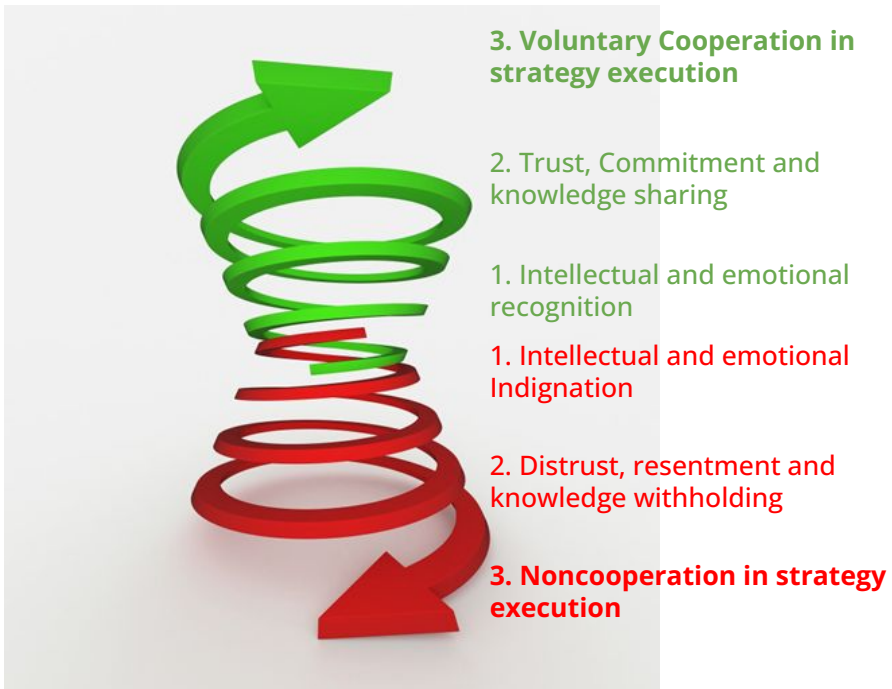 3. Voluntary Cooperation in
strategy execution
2. Trust, Commitment and
knowledge sharing
1. Intellectual and emotional
recognition
1. Intellectual and emotional
Indignation
2. Distrust, resentment and
knowledge withholding
3. Noncooperation in strategy
execution